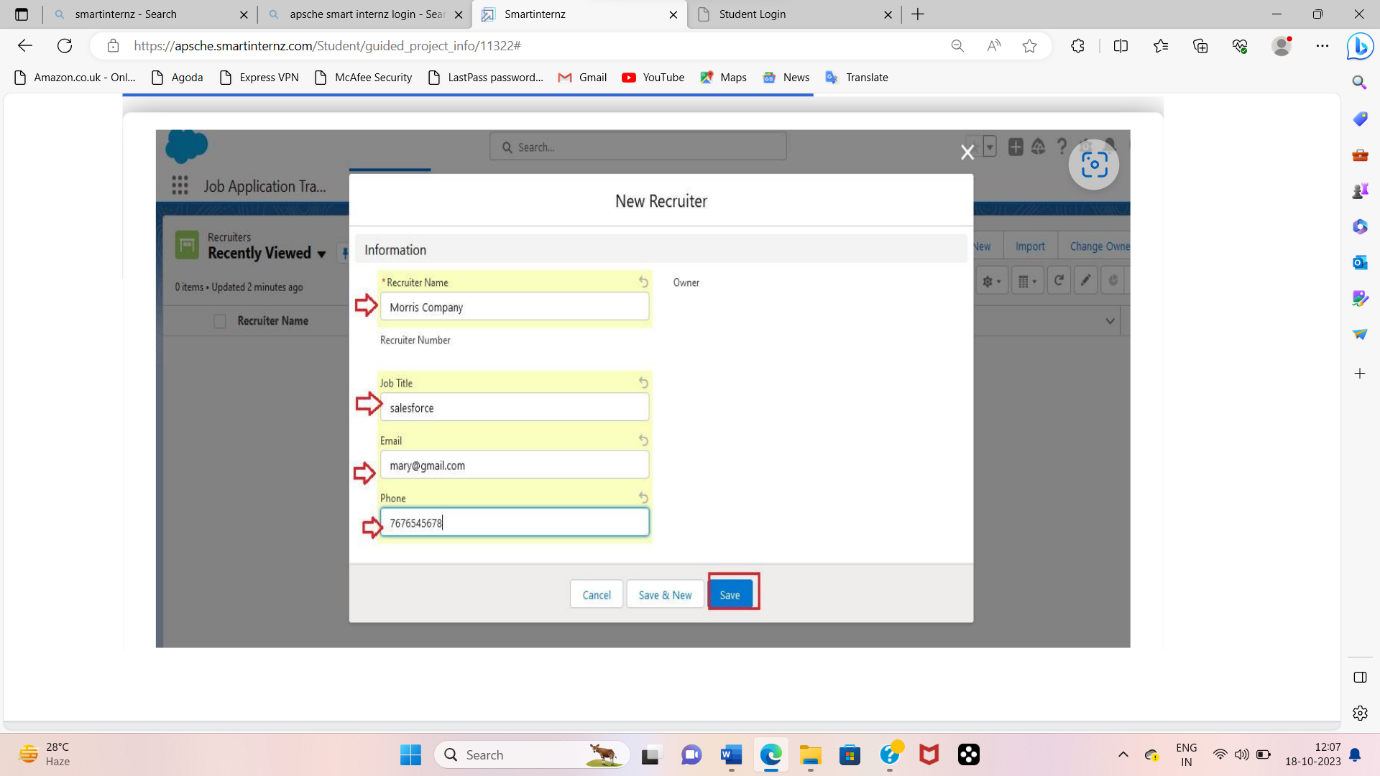 smartinternz - Search
apsche smart internz login - Sear
Smartinternz
Student Login
https://apsche.smartinternz.com/Student/guided_project_info/11322#
Amazon.co.uk - Onl...
Agoda
Express VPN
McAfee Security
LastPass password...
Gmail
YouTube
Maps
News
Translate
Search...
Job Application Tra...
New Recruiter
Recruiters
Recently Viewed
New
Import
Change Owne
Information
0 items • Updated 2 minutes ago
*Recruiter Name
Owner
Morris Company
Recruiter Name
Recruiter Number
Job Title
salesforce
Email
mary@gmail.com
Phone
7676545678
Cancel
Save & New
Save
28°C
Haze
Search
ENG
IN
12:07
18-10-2023